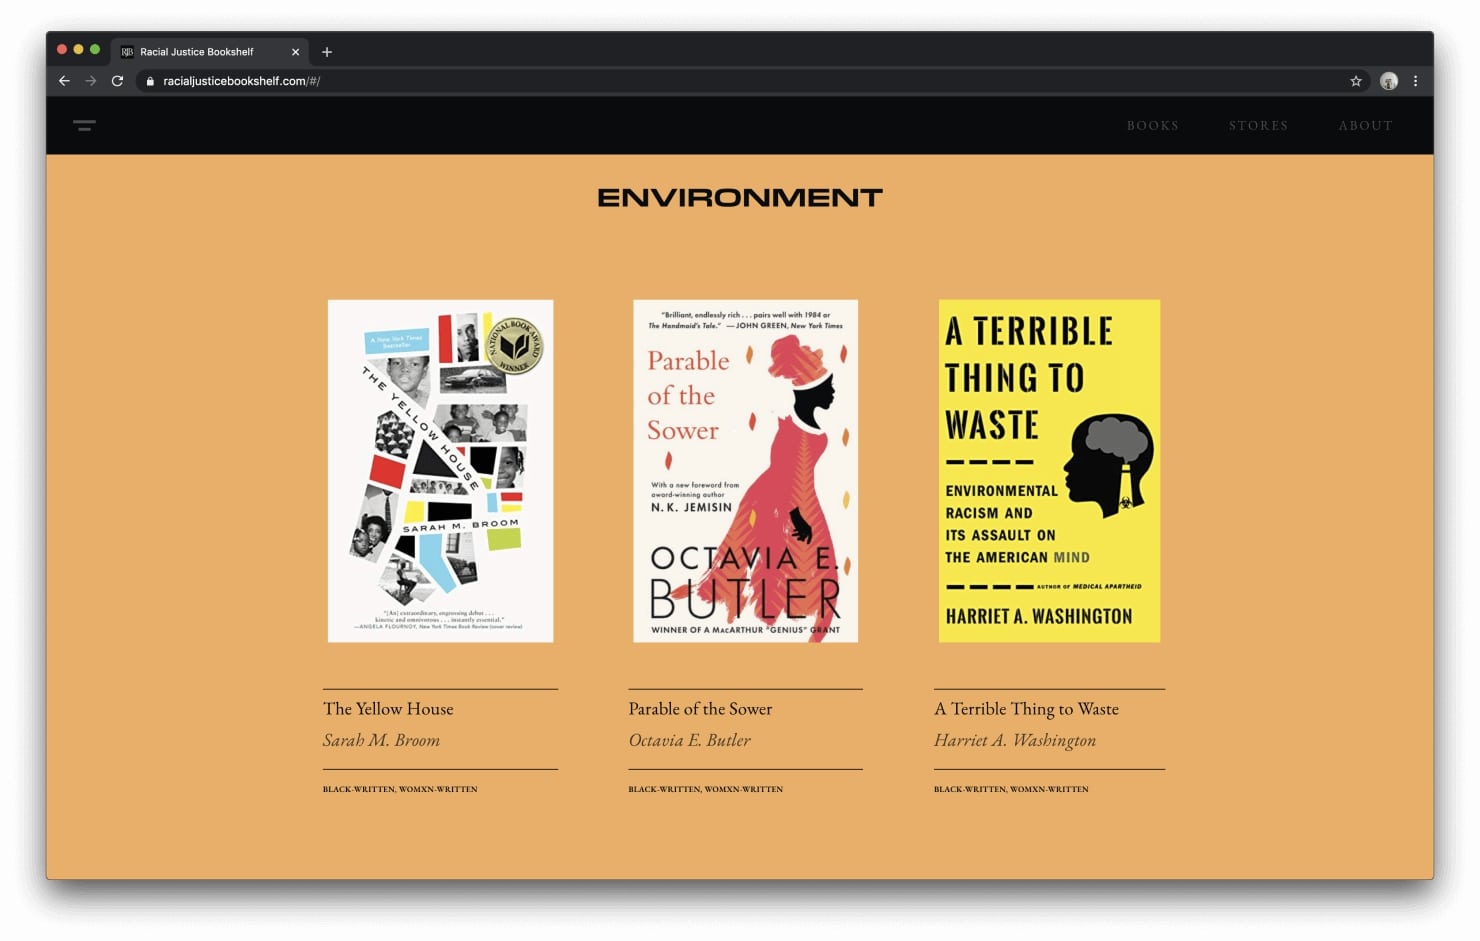 Racial Justice Bookshelf
racialjusticebookshelf.com/#/
BOOKS STORES ABOUT
ENVIRONMENT
A New York Times
Bestseller
NATIONAL BOOK AWARD
WINNER
THE YELLOW HOUSE
SARAH M. BROOM
"[An] extraordinary, engrossing debut . . .
kinetic and omnivorous . . . instantly essential."
—ANGELA FLOURNOY, New York Times Book Review (cover review)
"Brilliant, endlessly rich . . . pairs well with 1984 or
The Handmaid's Tale." —JOHN GREEN, New York Times
Parable
of the
Sower
With a new foreword from
award-winning author
N. K. JEMISIN
OCTAVIA E.
BUTLER
WINNER OF A MacARTHUR "GENIUS" GRANT
A TERRIBLE
THING TO
WASTE
ENVIRONMENTAL
RACISM AND
ITS ASSAULT ON
THE AMERICAN MIND
AUTHOR OF MEDICAL APARTHEID
HARRIET A. WASHINGTON
The Yellow House
Sarah M. Broom
BLACK-WRITTEN, WOMXN-WRITTEN
Parable of the Sower
Octavia E. Butler
BLACK-WRITTEN, WOMXN-WRITTEN
A Terrible Thing to Waste
Harriet A. Washington
BLACK-WRITTEN, WOMXN-WRITTEN